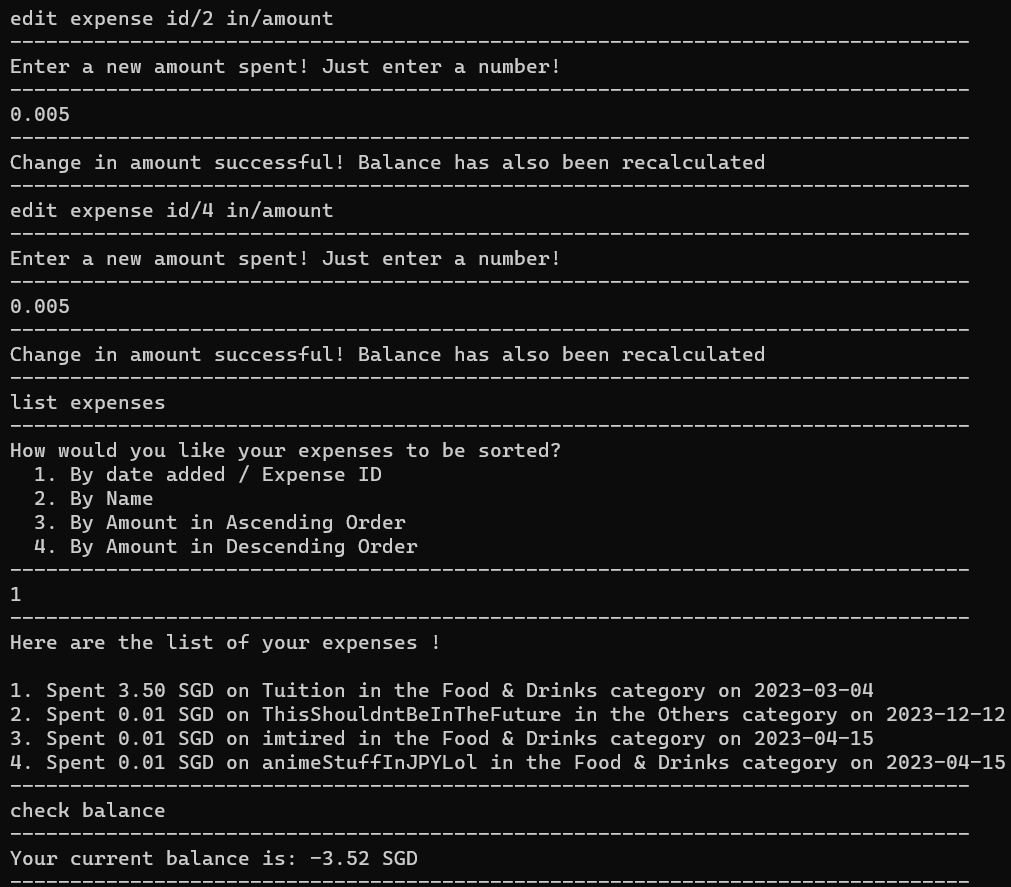 edit expense id/2 in/amount
--------------------------------------------------------------------------------
Enter a new amount spent! Just enter a number!
--------------------------------------------------------------------------------
0.005
--------------------------------------------------------------------------------
Change in amount successful! Balance has also been recalculated
--------------------------------------------------------------------------------
edit expense id/4 in/amount
--------------------------------------------------------------------------------
Enter a new amount spent! Just enter a number!
--------------------------------------------------------------------------------
0.005
--------------------------------------------------------------------------------
Change in amount successful! Balance has also been recalculated
--------------------------------------------------------------------------------
list expenses
--------------------------------------------------------------------------------
How would you like your expenses to be sorted?
  1. By date added / Expense ID
  2. By Name
  3. By Amount in Ascending Order
  4. By Amount in Descending Order
--------------------------------------------------------------------------------
1
--------------------------------------------------------------------------------
Here are the list of your expenses !

1. Spent 3.50 SGD on Tuition in the Food & Drinks category on 2023-03-04
2. Spent 0.01 SGD on ThisShouldntBeInTheFuture in the Others category on 2023-12-12
3. Spent 0.01 SGD on imtired in the Food & Drinks category on 2023-04-15
4. Spent 0.01 SGD on animeStuffInJPYLol in the Food & Drinks category on 2023-04-15
--------------------------------------------------------------------------------
check balance
--------------------------------------------------------------------------------
Your current balance is: -3.52 SGD
--------------------------------------------------------------------------------